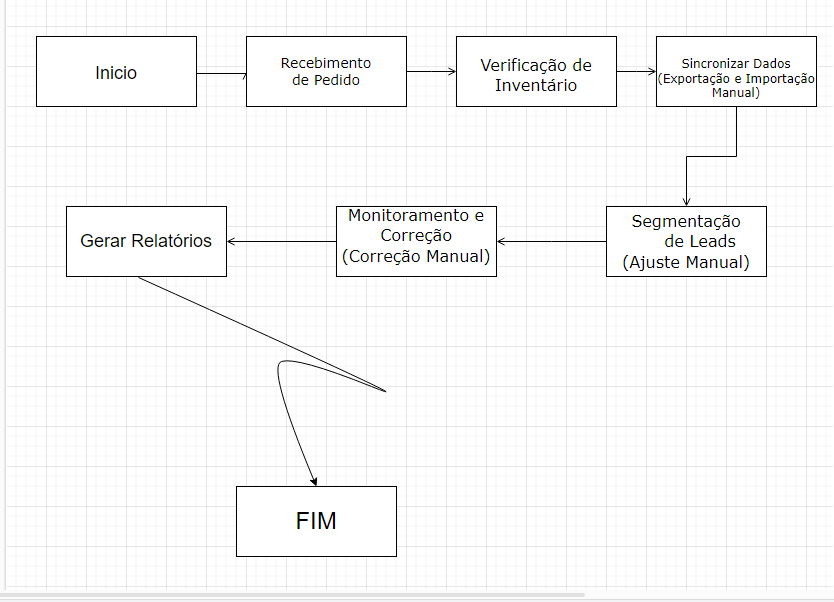 Inicio
Recebimento
de Pedido
Verificação de
Inventário
Sincronizar Dados
(Exportação e Importação
Manual)
Segmentação
de Leads
(Ajuste Manual)
Monitoramento e
Correção
(Correção Manual)
Gerar Relatórios
FIM